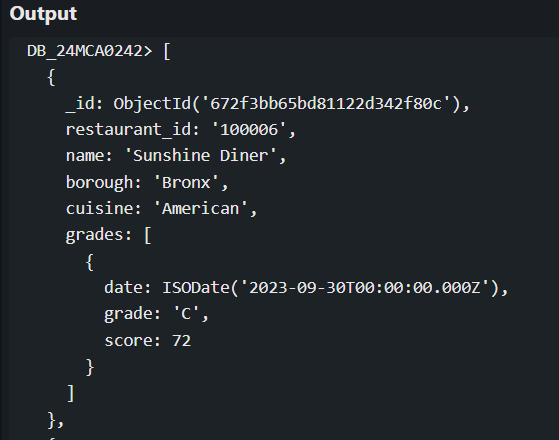 Output
DB_24MCA0242> [
{
_id: ObjectId('672f3bb65bd81122d342f80c'),
restaurant_id: '100006',
name: 'Sunshine Diner',
borough: 'Bronx',
cuisine: 'American',
grades: [
{
date: ISODate('2023-09-30T00:00:00.000Z'),
grade: 'C',
score: 72
}
]
},